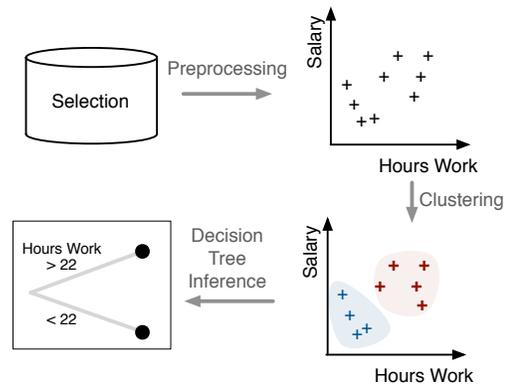 Selection
Preprocessing
Salary
Hours Work
Clustering
Salary
Hours Work
Decision
Tree
Inference
Hours Work
> 22
< 22